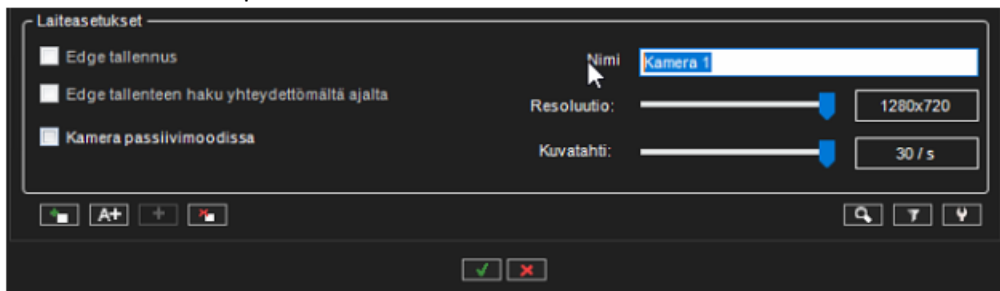 Laiteasetukset
Edge tallennus
Nimi
Kamera 1
Edge tallenteen haku yhteydettömältä ajalta
Resoluutio:
1280x720
Kamera passiivimoodissa
Kuvatahti:
30 / s
A+